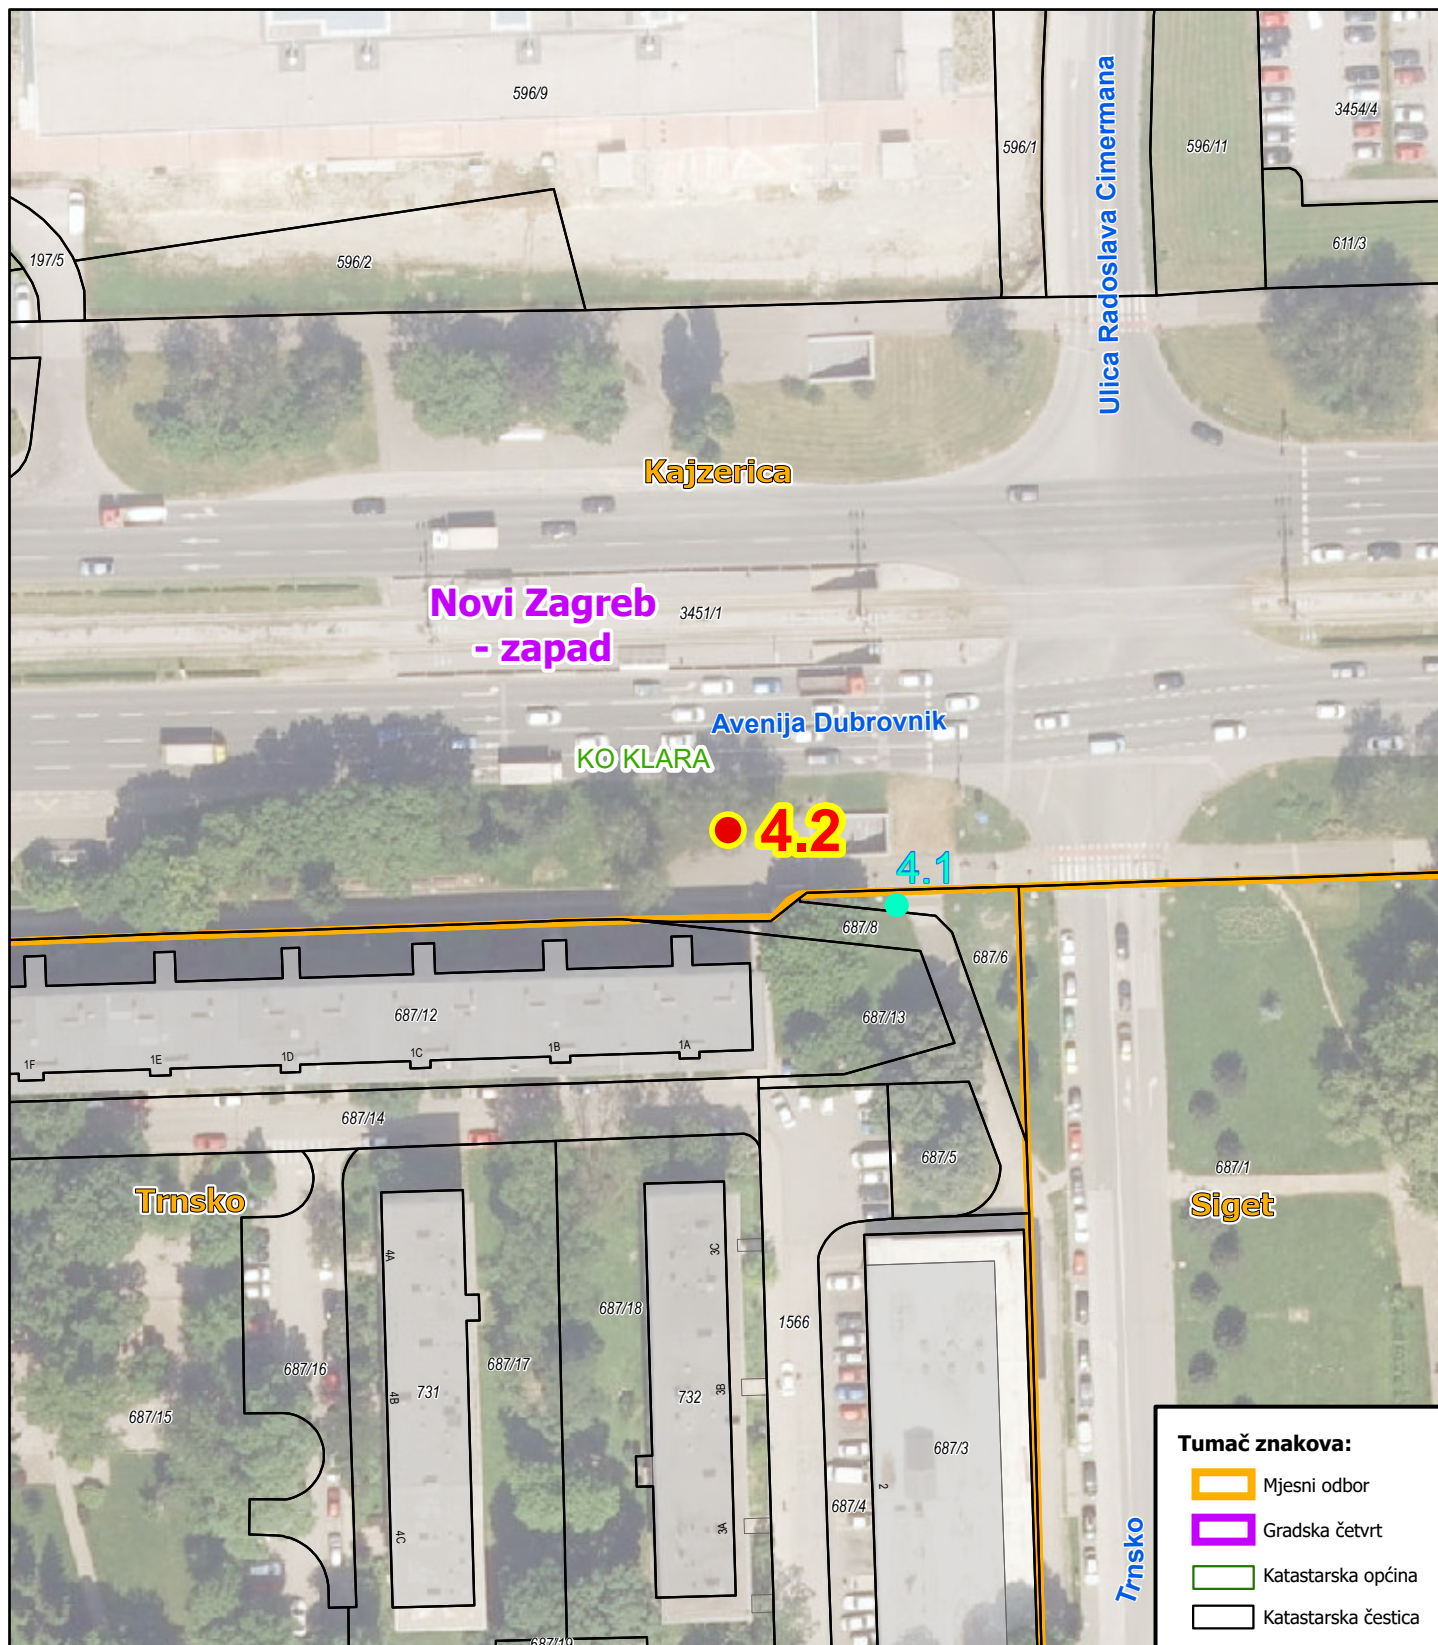 596/9
596/1
596/11
3454/4
Ulica Radoslava Cimermana
197/5
596/2
611/3
Kajzerica
Novi Zagreb
- zapad
3451/1
Avenija Dubrovnik
KO KLARA
4.2
4.1
687/8
687/6
687/12
687/13
1F
1E
1D
1C
1B
1A
687/14
687/5
687/1
Trnsko
Siget
4A
3C
687/18
1566
687/16
687/17
731
4B
732
3B
687/15
687/3
2
687/4
4C
3A
Trnsko
687/19
Tumač znakova:
Mjesni odbor
Gradska četvrt
Katastarska općina
Katastarska čestica